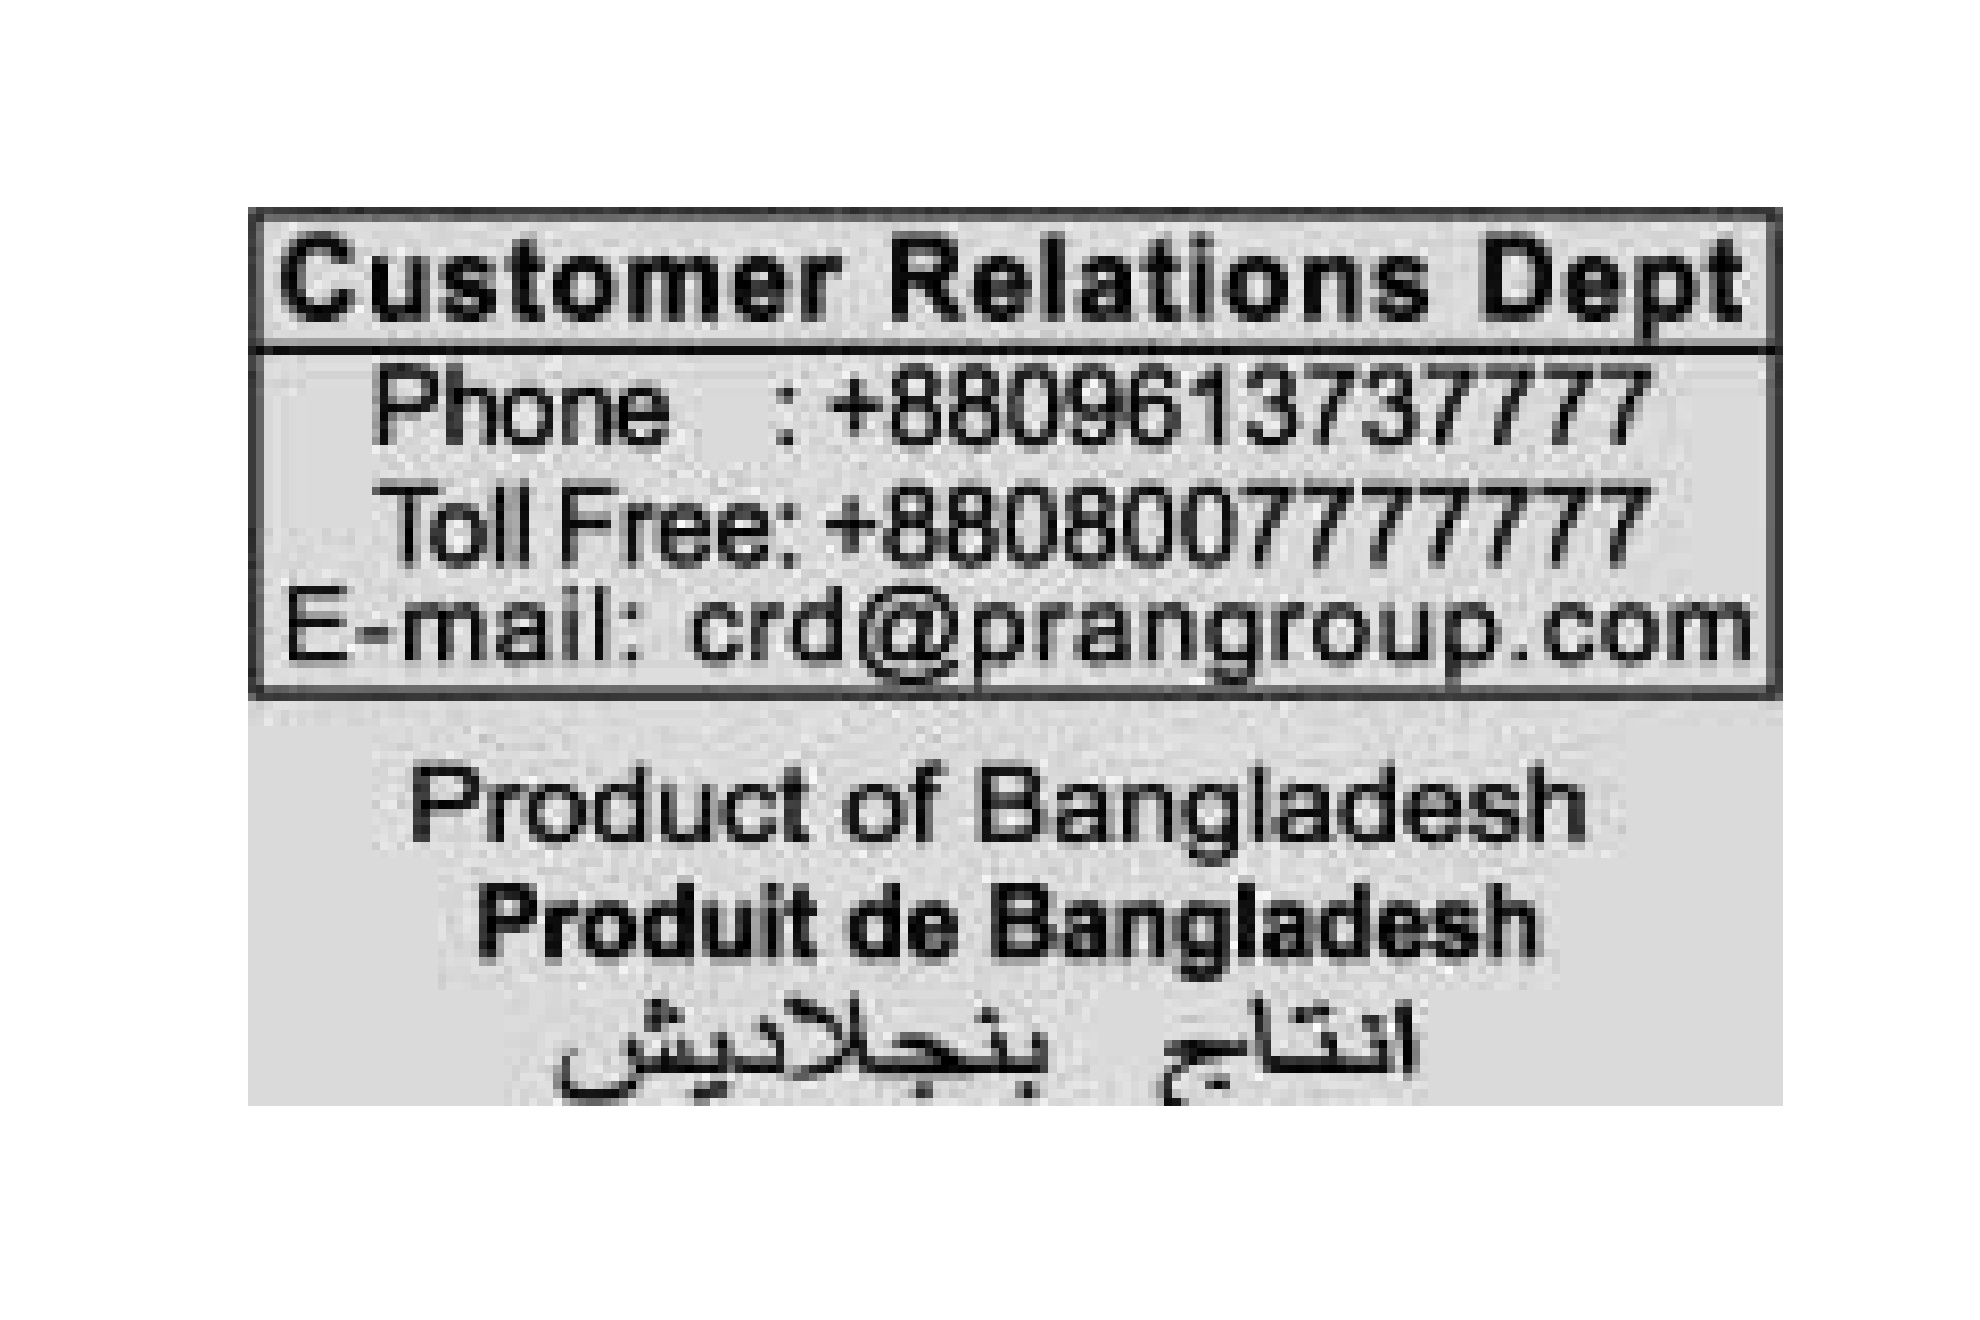 Customer Relations Dept
Phone : +8809613737777
Toll Free: +8808007777777
E-mail: crd@prangroup.com
Product of Bangladesh
Produit de Bangladesh
انتاج بنجلاديش